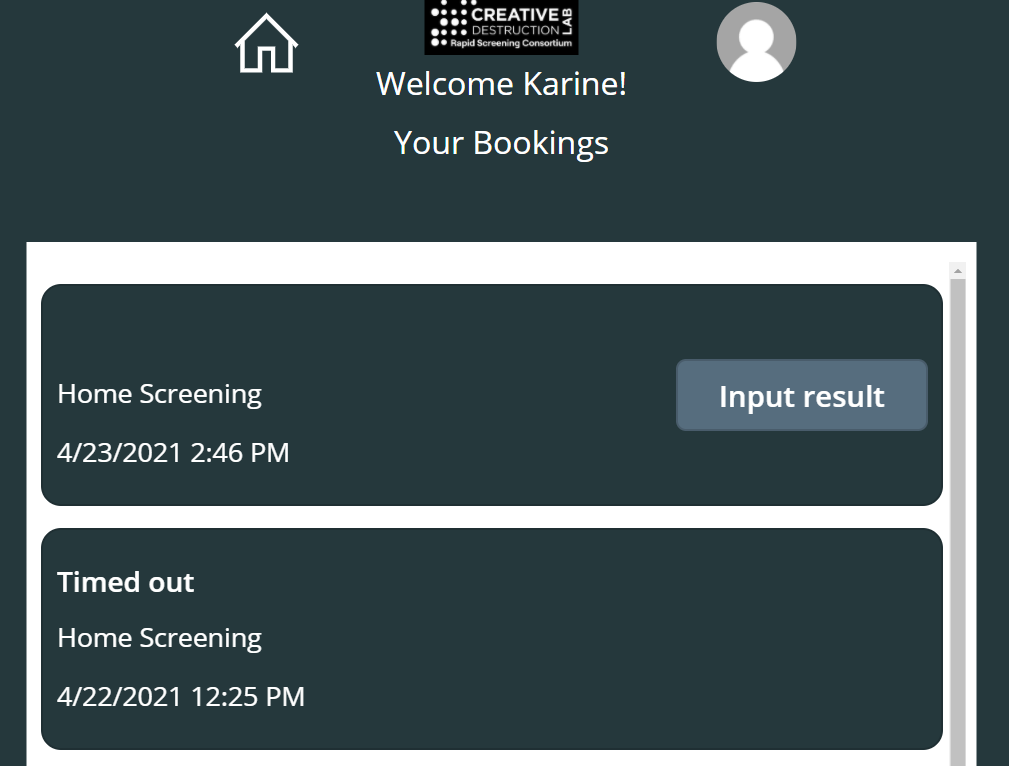 CREATIVE
DESTRUCTION
LAB
Rapid Screening Consortium
Welcome Karine!
Your Bookings
Home Screening
Input result
4/23/2021 2:46 PM
Timed out
Home Screening
4/22/2021 12:25 PM